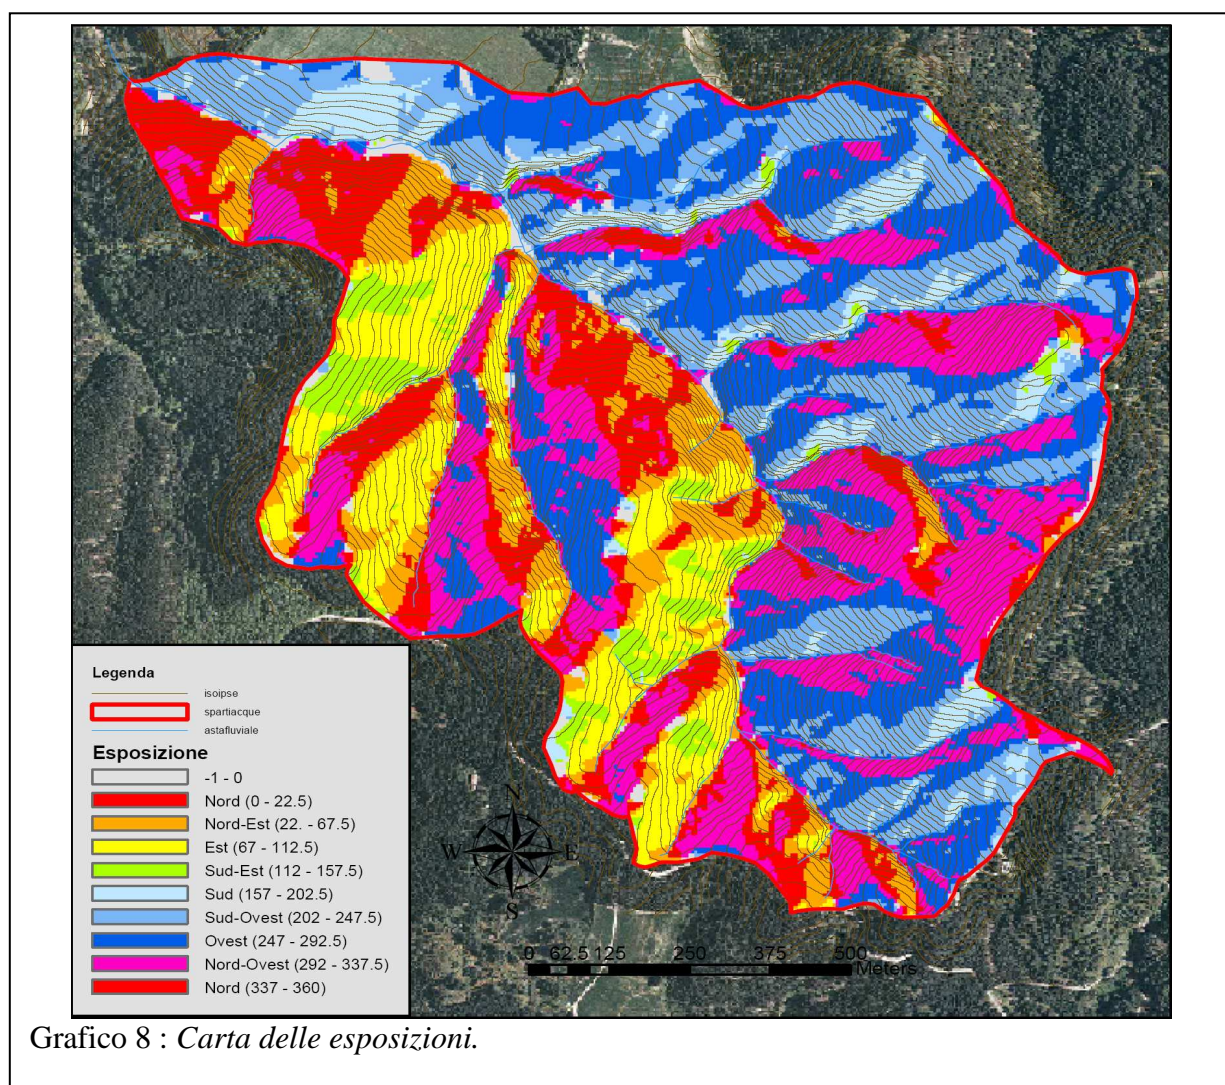 Legenda
isoipse
spartiacque
astafluviale
Esposizione
-1 - 0
Nord (0 - 22.5)
Nord-Est (22. - 67.5)
Est (67 - 112.5)
Sud-Est (112 - 157.5)
Sud (157 - 202.5)
Sud-Ovest (202 - 247.5)
Ovest (247 - 292.5)
Nord-Ovest (292 - 337.5)
Nord (337 - 360)
N
W E
S
0 62.5 125 250 375 500
Meters
Grafico 8 : Carta delle esposizioni.